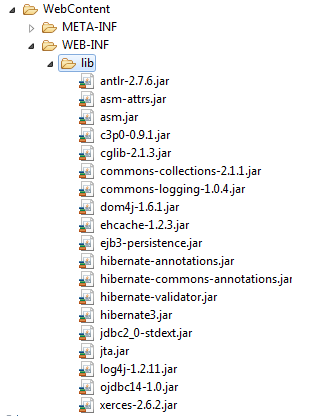 WebContent
META-INF
WEB-INF
lib
antlr-2.7.6.jar
asm-attrs.jar
asm.jar
c3p0-0.9.1.jar
cglib-2.1.3.jar
commons-collections-2.1.1.jar
commons-logging-1.0.4.jar
dom4j-1.6.1.jar
ehcache-1.2.3.jar
ejb3-persistence.jar
hibernate-annotations.jar
hibernate-commons-annotations.jar
hibernate-validator.jar
hibernate3.jar
jdbc2_0-stdext.jar
jta.jar
log4j-1.2.11.jar
ojdbc14-1.0.jar
xerces-2.6.2.jar